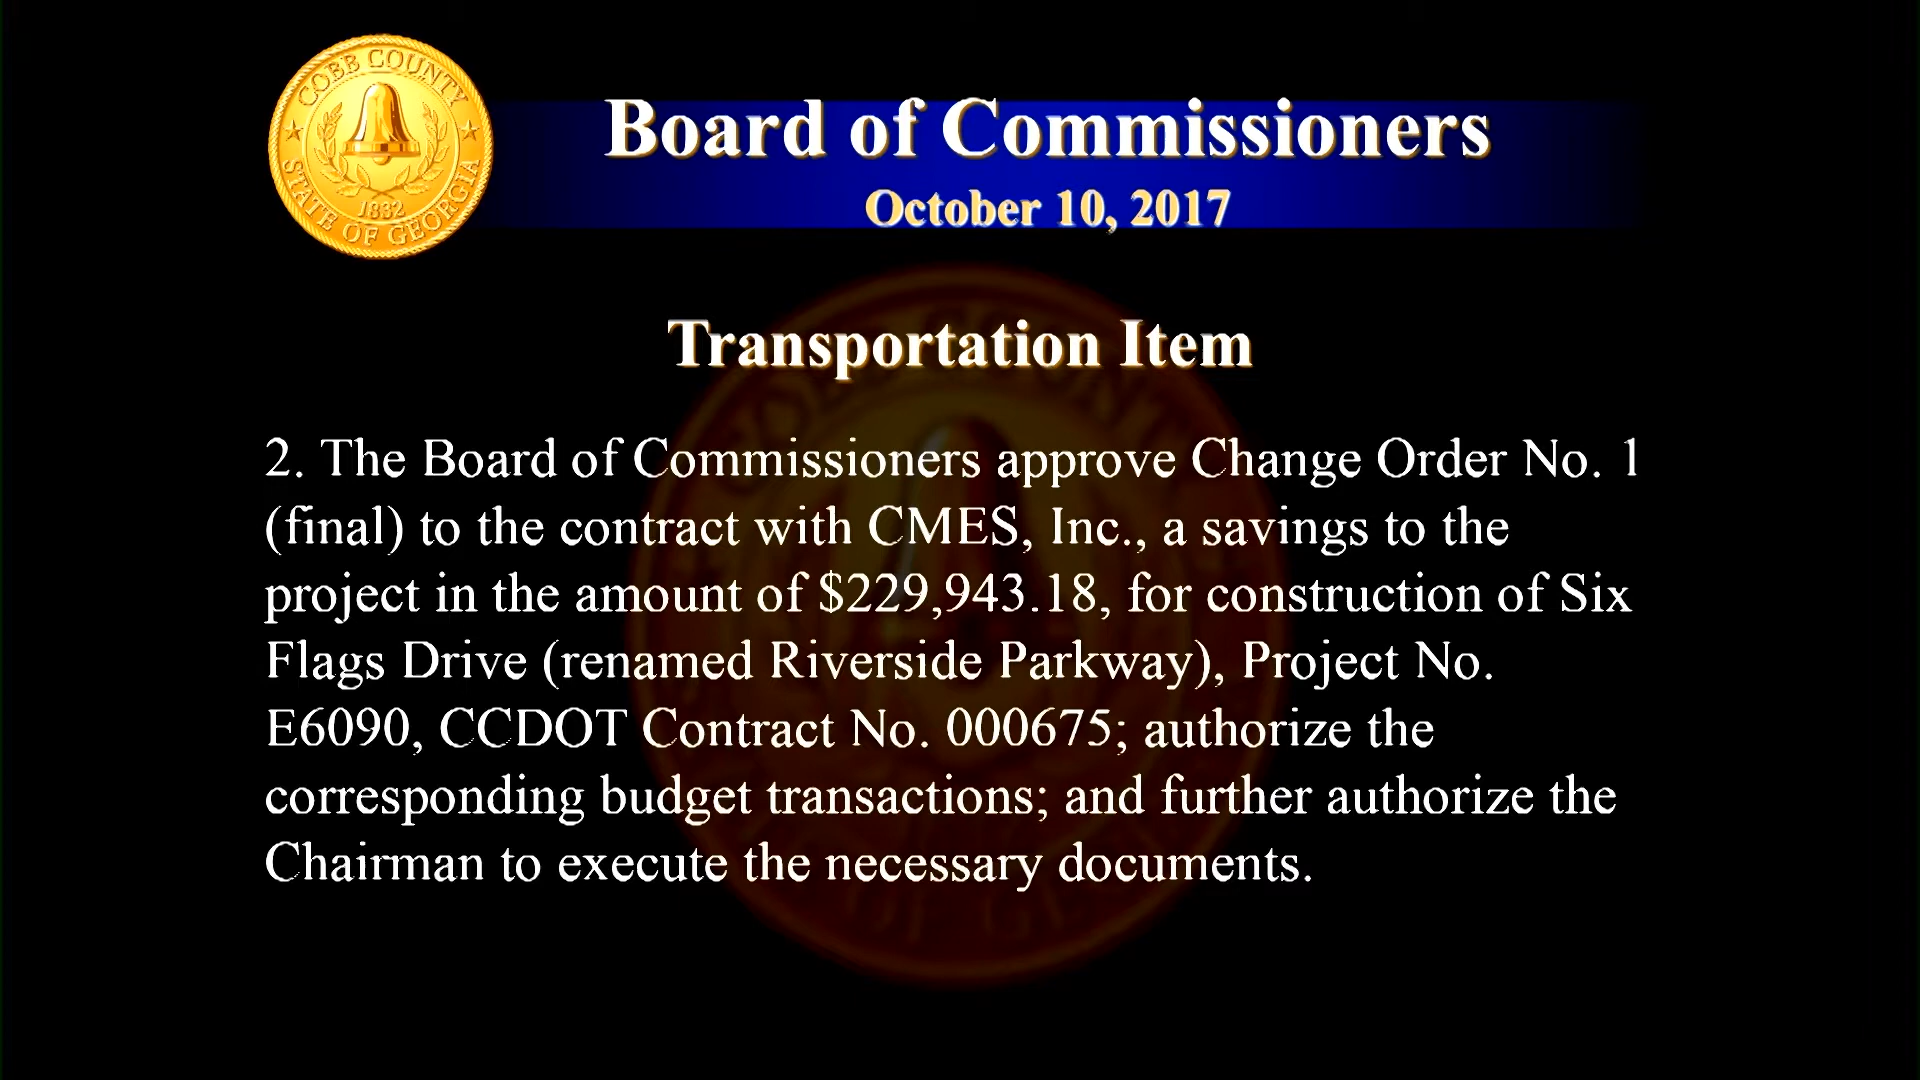 COBB COUNTY
STATE OF GEORGIA
1832
Board of Commissioners
October 10, 2017
Transportation Item
2. The Board of Commissioners approve Change Order No. 1
(final) to the contract with CMES, Inc., a savings to the
project in the amount of $229,943.18, for construction of Six
Flags Drive (renamed Riverside Parkway), Project No.
E6090, CCDOT Contract No. 000675; authorize the
corresponding budget transactions; and further authorize the
Chairman to execute the necessary documents.